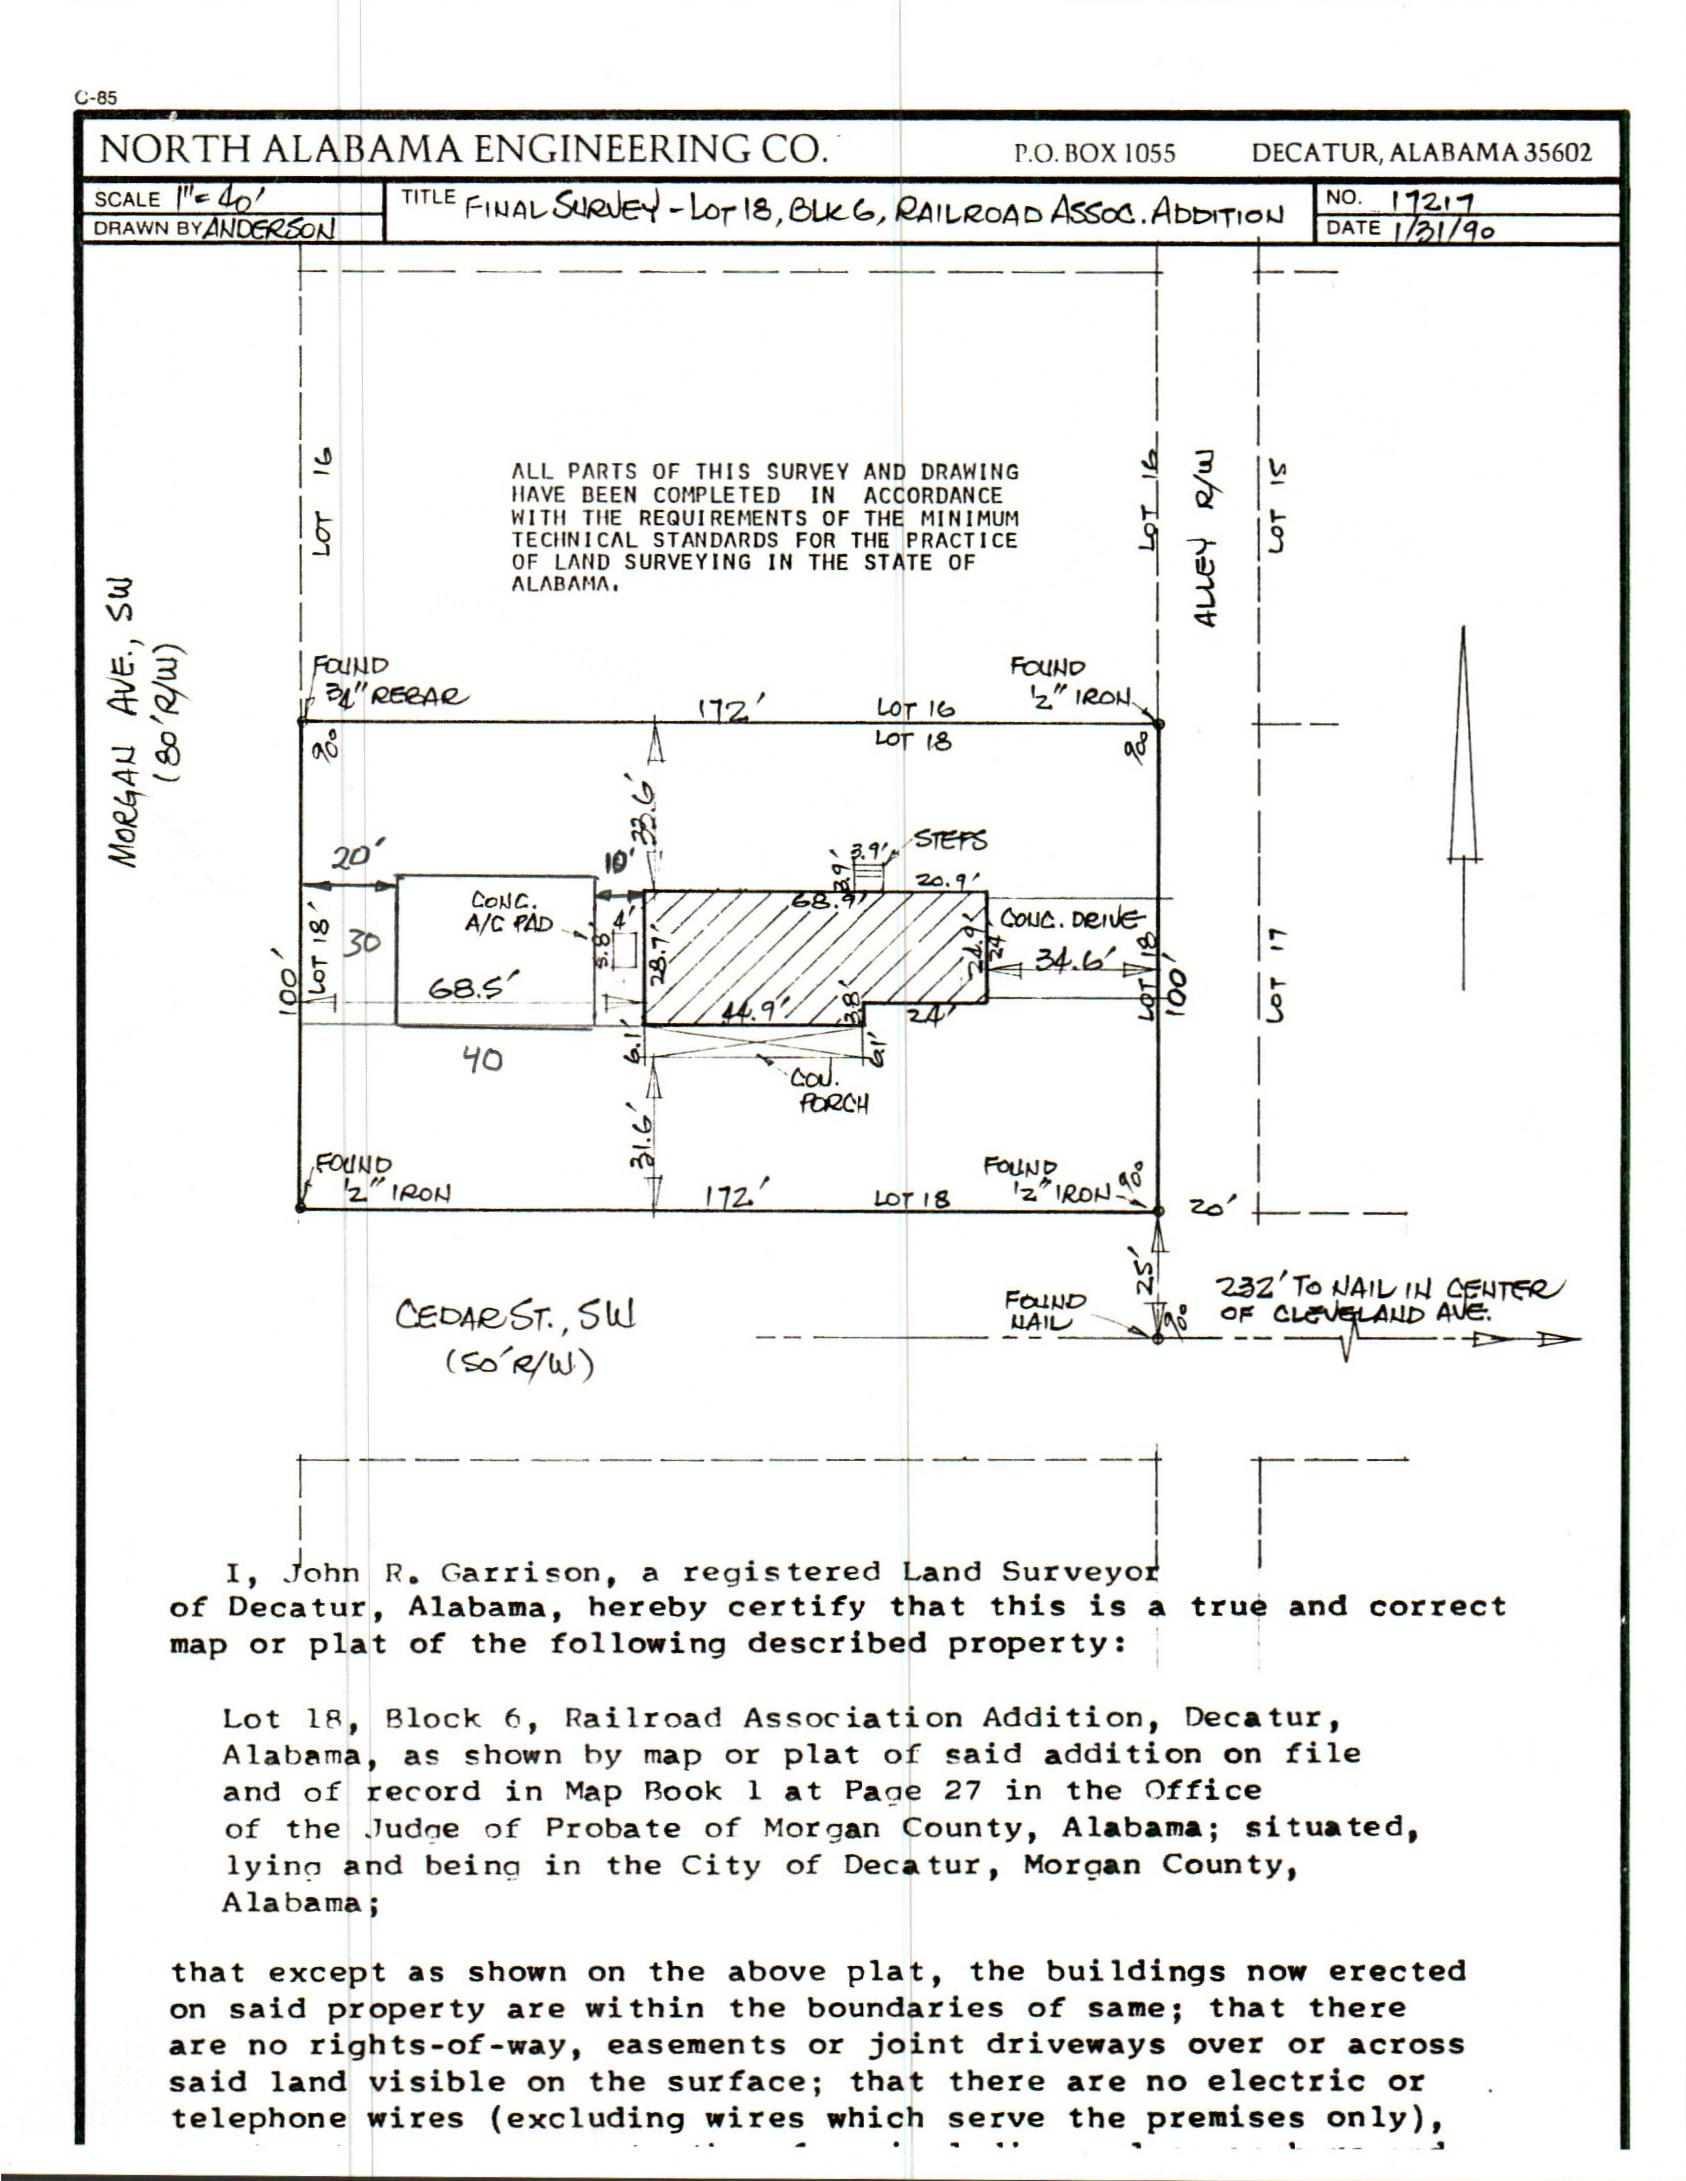 C-85
NORTH ALABAMA ENGINEERING CO. P.O. BOX 1055 DECATUR, ALABAMA 35602
SCALE 1"=40'
DRAWN BY ANDERSON
TITLE FINAL SURVEY - LOT 18, BLK 6, RAILROAD ASSOC. ADDITION
NO. 17217
DATE 1/31/90
LOT 16
ALL PARTS OF THIS SURVEY AND DRAWING
HAVE BEEN COMPLETED IN ACCORDANCE
WITH THE REQUIREMENTS OF THE MINIMUM
TECHNICAL STANDARDS FOR THE PRACTICE
OF LAND SURVEYING IN THE STATE OF
ALABAMA.
LOT 16
ALLEY R/W
LOT 15
MORGAN AVE., SW
(80' R/W)
FOUND
3/4" REBAR
172'
LOT 16
LOT 18
FOUND
1/2" IRON
90°
90°
33.6'
20'
10'
3.9'
3.9'
STEPS
20.9'
68.9'
CONC.
A/C PAD
4'
5.8'
28.7'
24.9'
24'
CONC. DRIVE
34.6'
LOT 18
100'
LOT 17
100'
LOT 18'
30
68.5'
44.9'
3.8'
24'
40
6.1'
6.1'
CON.
PORCH
31.6'
FOUND
1/2" IRON
172'
LOT 18
FOUND
1/2" IRON
90°
20'
25'
CEDAR ST., SW
(50' R/W)
FOUND
NAIL
90°
232' TO NAIL IN CENTER
OF CLEVELAND AVE.
I, John R. Garrison, a registered Land Surveyor
of Decatur, Alabama, hereby certify that this is a true and correct
map or plat of the following described property:
Lot 18, Block 6, Railroad Association Addition, Decatur,
Alabama, as shown by map or plat of said addition on file
and of record in Map Book 1 at Page 27 in the Office
of the Judge of Probate of Morgan County, Alabama; situated,
lying and being in the City of Decatur, Morgan County,
Alabama;
that except as shown on the above plat, the buildings now erected
on said property are within the boundaries of same; that there
are no rights-of-way, easements or joint driveways over or across
said land visible on the surface; that there are no electric or
telephone wires (excluding wires which serve the premises only),